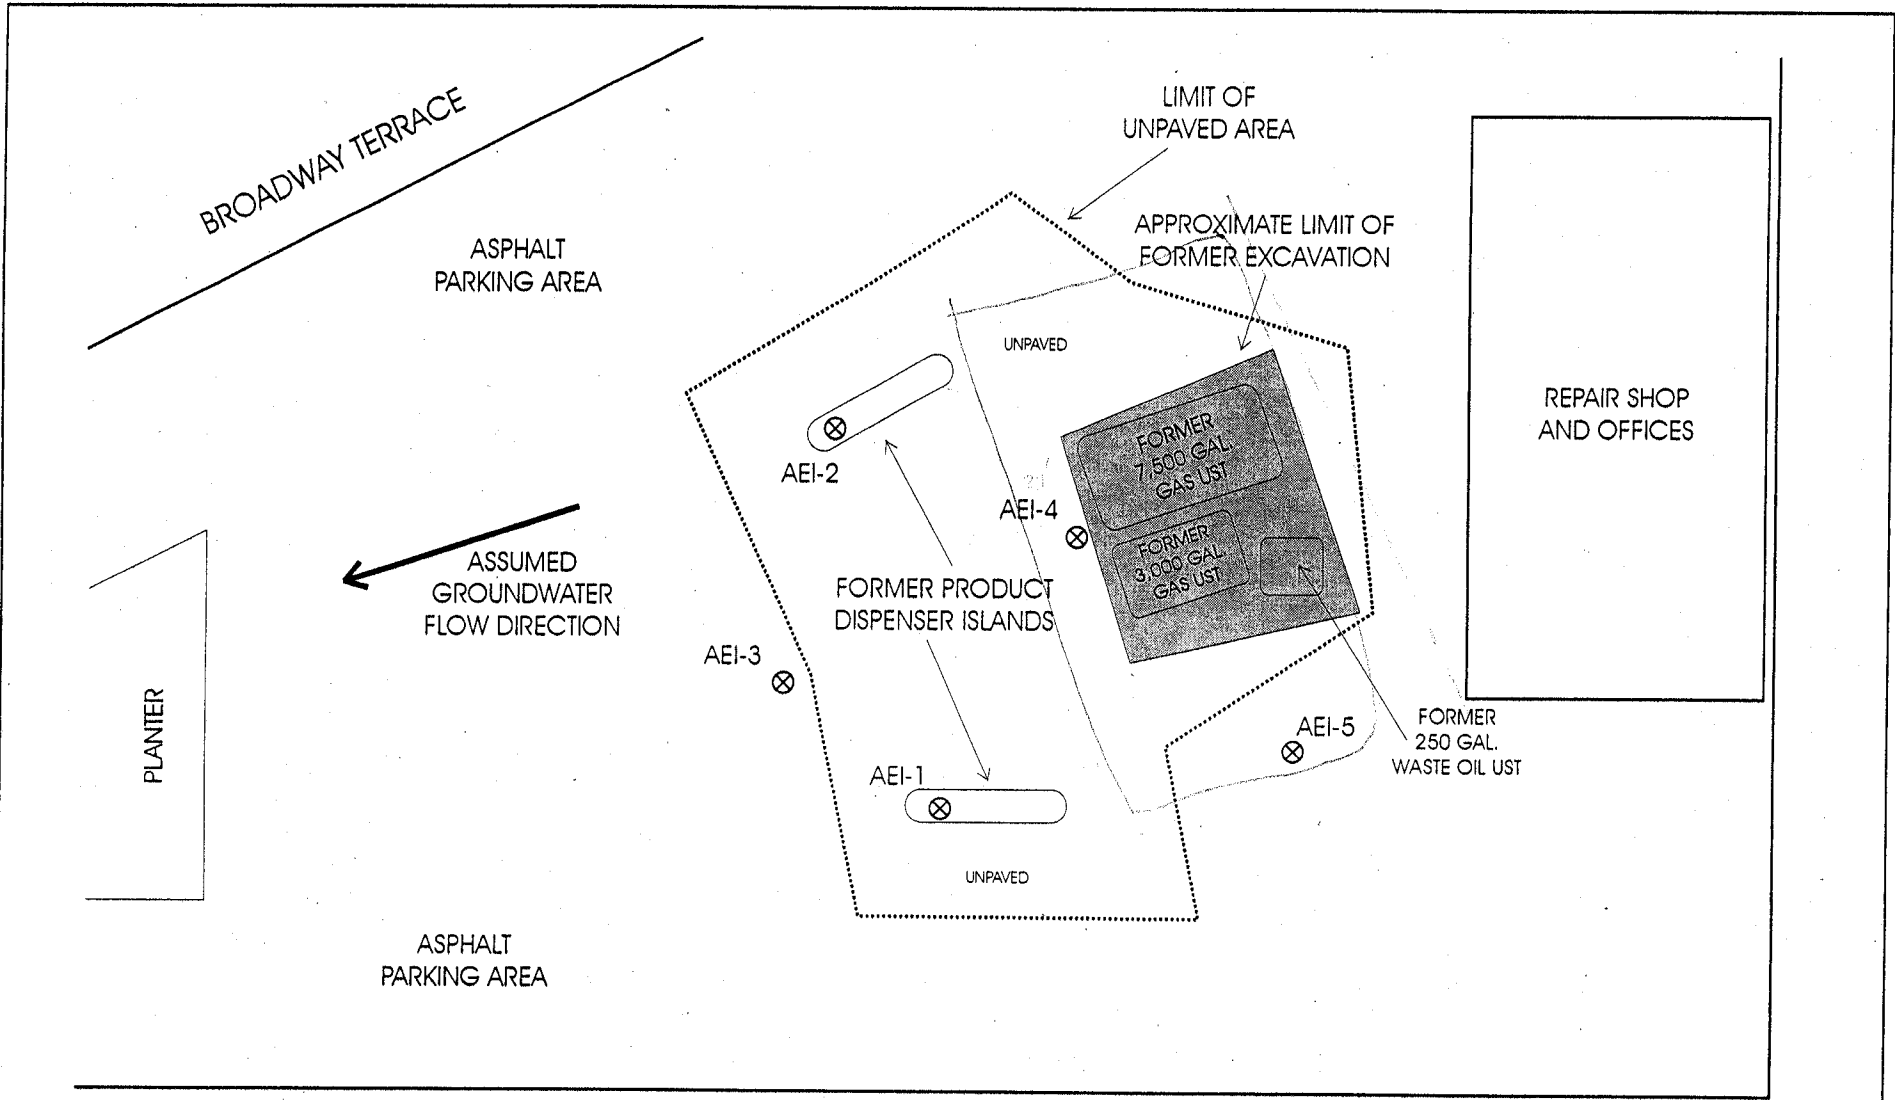 BROADWAY TERRACE
LIMIT OF
UNPAVED AREA
APPROXIMATE LIMIT OF
FORMER EXCAVATION
ASPHALT
PARKING AREA
UNPAVED
REPAIR SHOP
AND OFFICES
FORMER
7,500 GAL.
GAS UST
AEI-2
AEI-4
FORMER
3,000 GAL.
GAS UST
ASSUMED
GROUNDWATER
FLOW DIRECTION
FORMER PRODUCT
DISPENSER ISLANDS
AEI-3
PLANTER
AEI-5
FORMER
250 GAL.
WASTE OIL UST
AEI-1
UNPAVED
ASPHALT
PARKING AREA